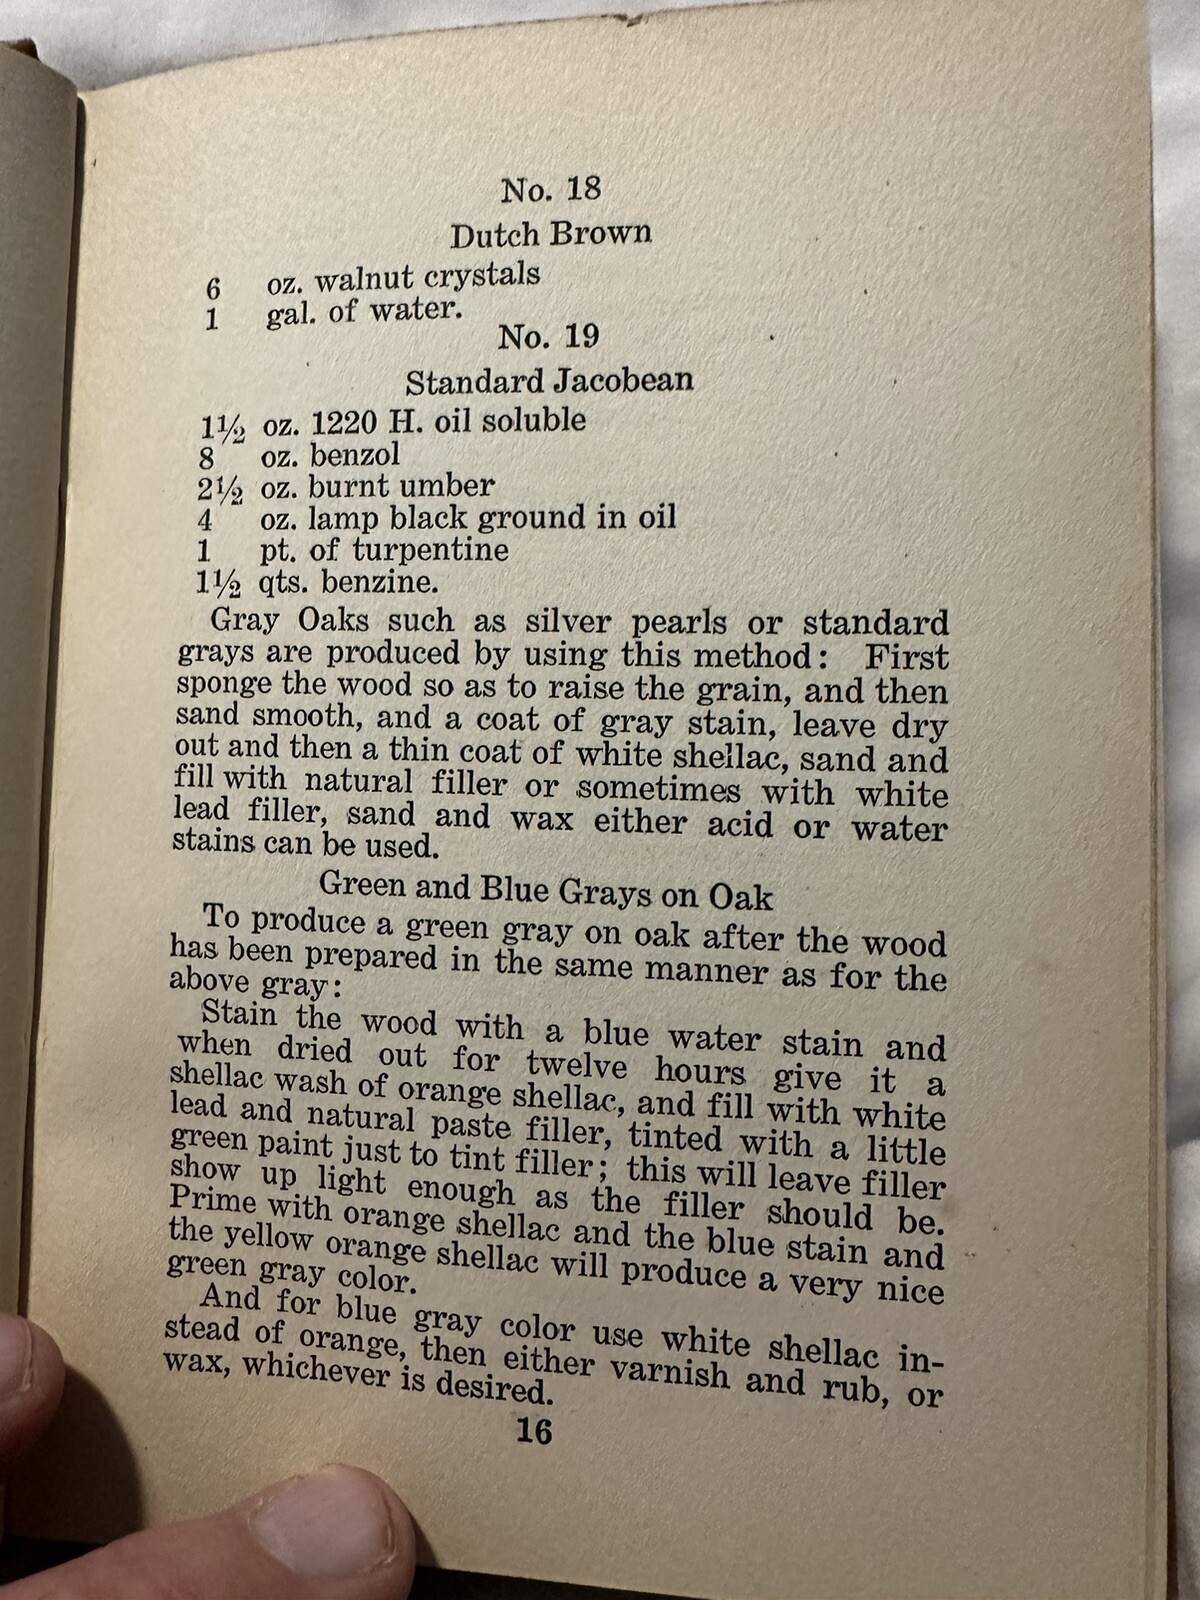 No. 18
Dutch Brown
6 oz. walnut crystals
1 gal. of water.
No. 19
Standard Jacobean
1½ oz. 1220 H. oil soluble
8 oz. benzol
2½ oz. burnt umber
4 oz. lamp black ground in oil
1 pt. of turpentine
1½ qts. benzine.
Gray Oaks such as silver pearls or standard
grays are produced by using this method: First
sponge the wood so as to raise the grain, and then
sand smooth, and a coat of gray stain, leave dry
out and then a thin coat of white shellac, sand and
fill with natural filler or sometimes with white
lead filler, sand and wax either acid or water
stains can be used.
Green and Blue Grays on Oak
To produce a green gray on oak after the wood
has been prepared in the same manner as for the
above gray:
Stain the wood with a blue water stain and
when dried out for twelve hours give it a
shellac wash of orange shellac, and fill with white
lead and natural paste filler, tinted with a little
green paint just to tint filler; this will leave filler
show up light enough as the filler should be.
Prime with orange shellac and the blue stain and
the yellow orange shellac will produce a very nice
green gray color.
And for blue gray color use white shellac in-
stead of orange, then either varnish and rub, or
wax, whichever is desired.
16